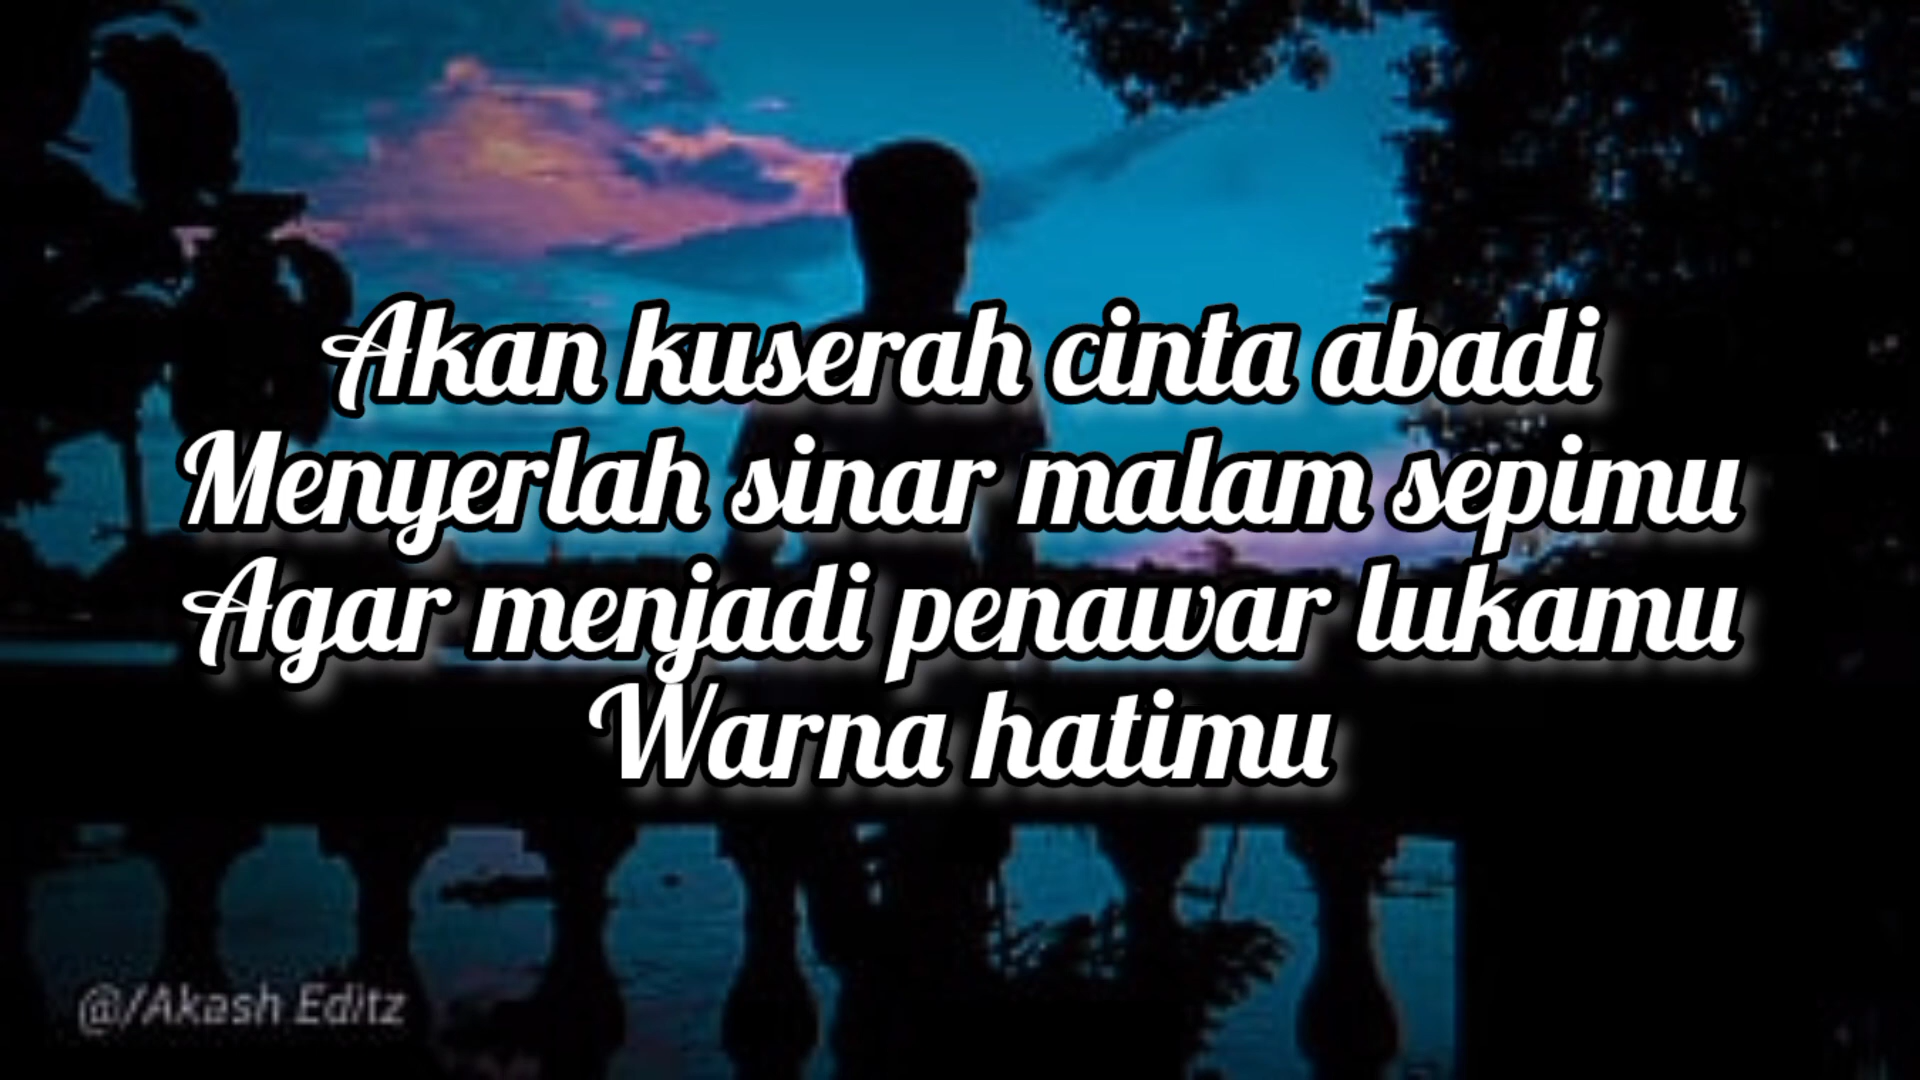 Akan kuserah cinta abadi
Menyerlah sinar malam sepimu
Agar menjadi penawar lukamu
Warna hatimu
@/Akash Editz